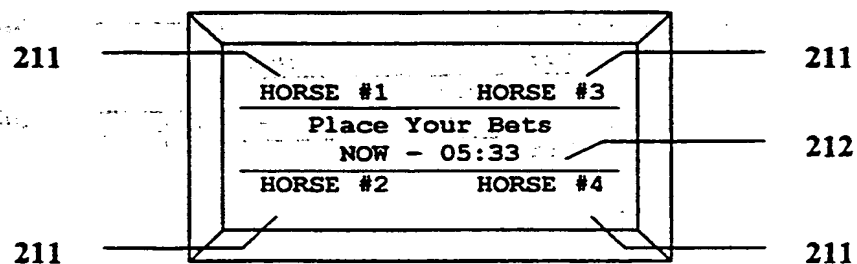 211 211
HORSE #1 HORSE #3
Place Your Bets
NOW - 05:33
212
HORSE #2 HORSE #4
211 211